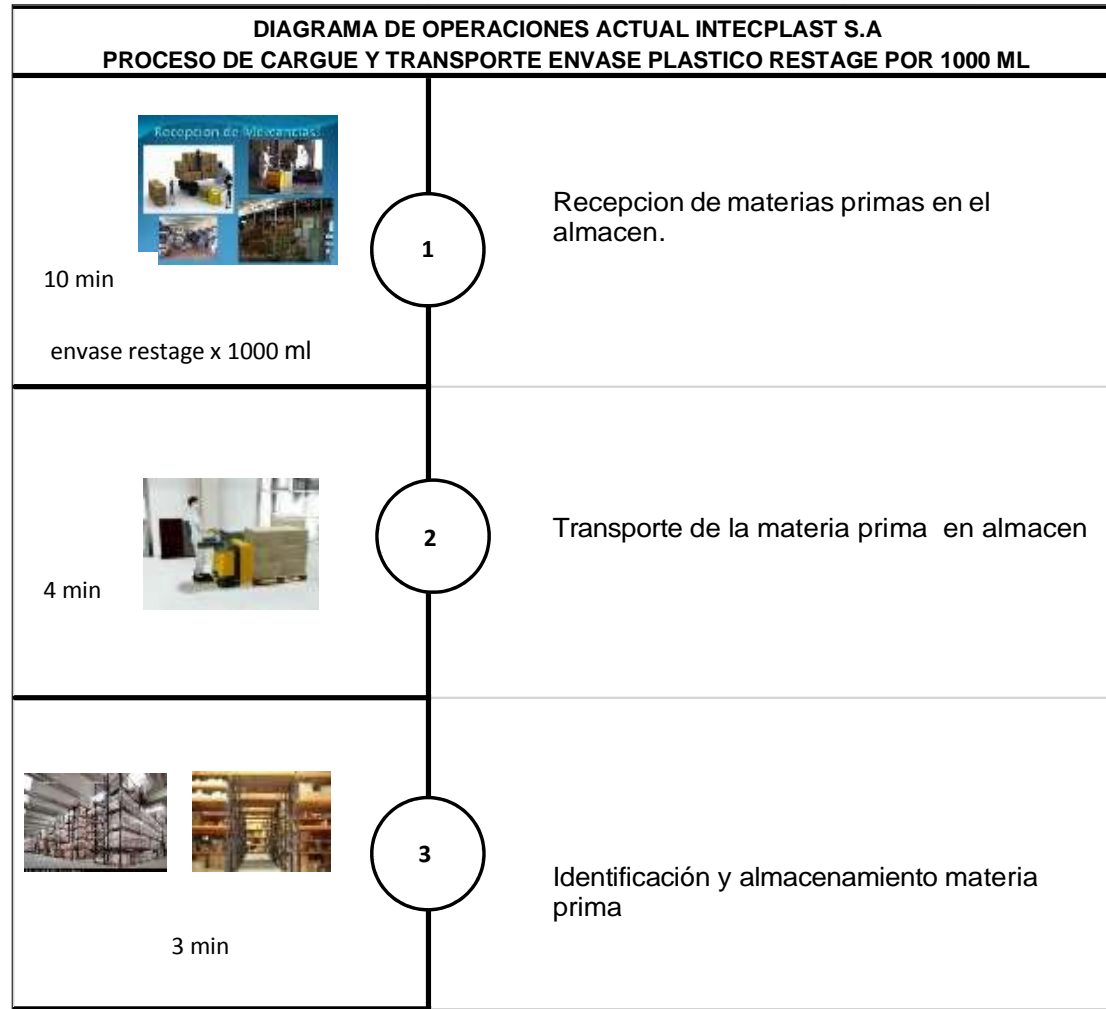 DIAGRAMA DE OPERACIONES ACTUAL INTECPLAST S.A
PROCESO DE CARGUE Y TRANSPORTE ENVASE PLASTICO RESTAGE POR 1000 ML
Recepcion de Mercancias
1
Recepcion de materias primas en el
almacen.
10 min
envase restage x 1000 ml
2
Transporte de la materia prima en almacen
4 min
3
Identificación y almacenamiento materia
prima
3 min